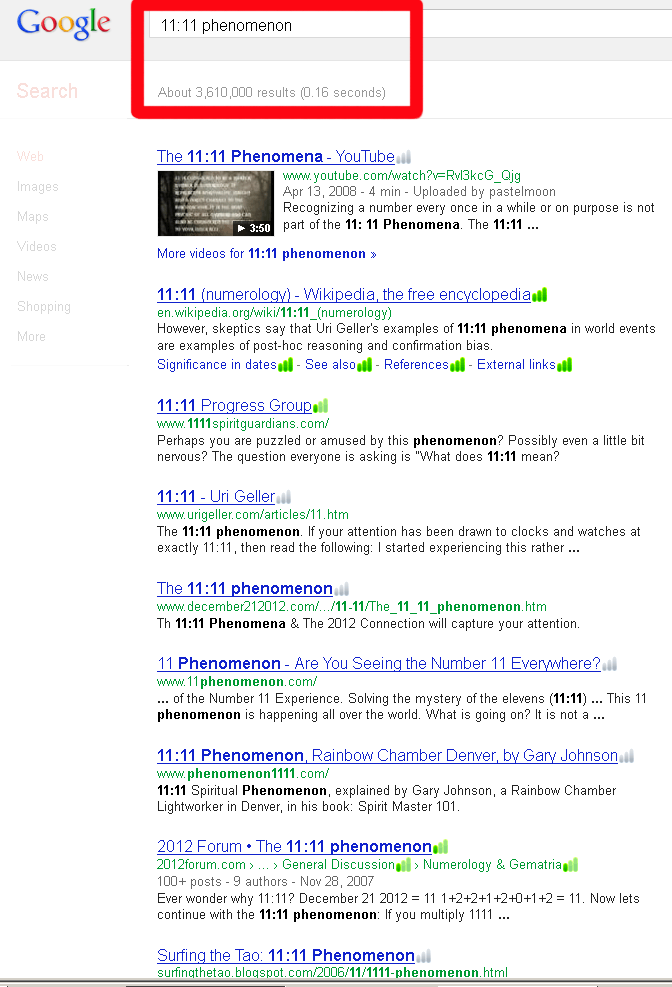 Google
11:11 phenomenon
Search
About 3,610,000 results (0.16 seconds)
Web
Images
Maps
Videos
News
Shopping
More
The 11:11 Phenomena - YouTube
www.youtube.com/watch?v=Rvl3kcG_Qjg
Apr 13, 2008 - 4 min - Uploaded by pastelmoon
Recognizing a number every once in a while or on purpose is not
part of the 11: 11 Phenomena. The 11:11 ...
3:50
More videos for 11:11 phenomenon »
11:11 (numerology) - Wikipedia, the free encyclopedia
en.wikipedia.org/wiki/11:11_(numerology)
However, skeptics say that Uri Geller's examples of 11:11 phenomena in world events
are examples of post-hoc reasoning and confirmation bias.
Significance in dates - See also - References - External links
11:11 Progress Group
www.1111spiritguardians.com/
Perhaps you are puzzled or amused by this phenomenon? Possibly even a little bit
nervous? The question everyone is asking is "What does 11:11 mean?
11:11 - Uri Geller
www.urigeller.com/articles/11.htm
The 11:11 phenomenon. If your attention has been drawn to clocks and watches at
exactly 11:11, then read the following: I started experiencing this rather ...
The 11:11 phenomenon
www.december212012.com/.../11-11/The_11_11_phenomenon.htm
Th 11:11 Phenomena & The 2012 Connection will capture your attention.
11 Phenomenon - Are You Seeing the Number 11 Everywhere?
www.11phenomenon.com/
... of the Number 11 Experience. Solving the mystery of the elevens (11:11) ... This 11
phenomenon is happening all over the world. What is going on? It is not a ...
11:11 Phenomenon, Rainbow Chamber Denver, by Gary Johnson
www.phenomenon1111.com/
11:11 Spiritual Phenomenon, explained by Gary Johnson, a Rainbow Chamber
Lightworker in Denver, in his book: Spirit Master 101.
2012 Forum • The 11:11 phenomenon
2012forum.com › ... › General Discussion › Numerology & Gematria
100+ posts - 9 authors - Nov 28, 2007
Ever wonder why 11:11? December 21 2012 = 11 1+2+2+1+2+0+1+2 = 11. Now lets
continue with the 11:11 phenomenon: If you multiply 1111 ...
Surfing the Tao: 11:11 Phenomenon
surfingthetao.blogspot.com/2006/11/1111-phenomenon.html